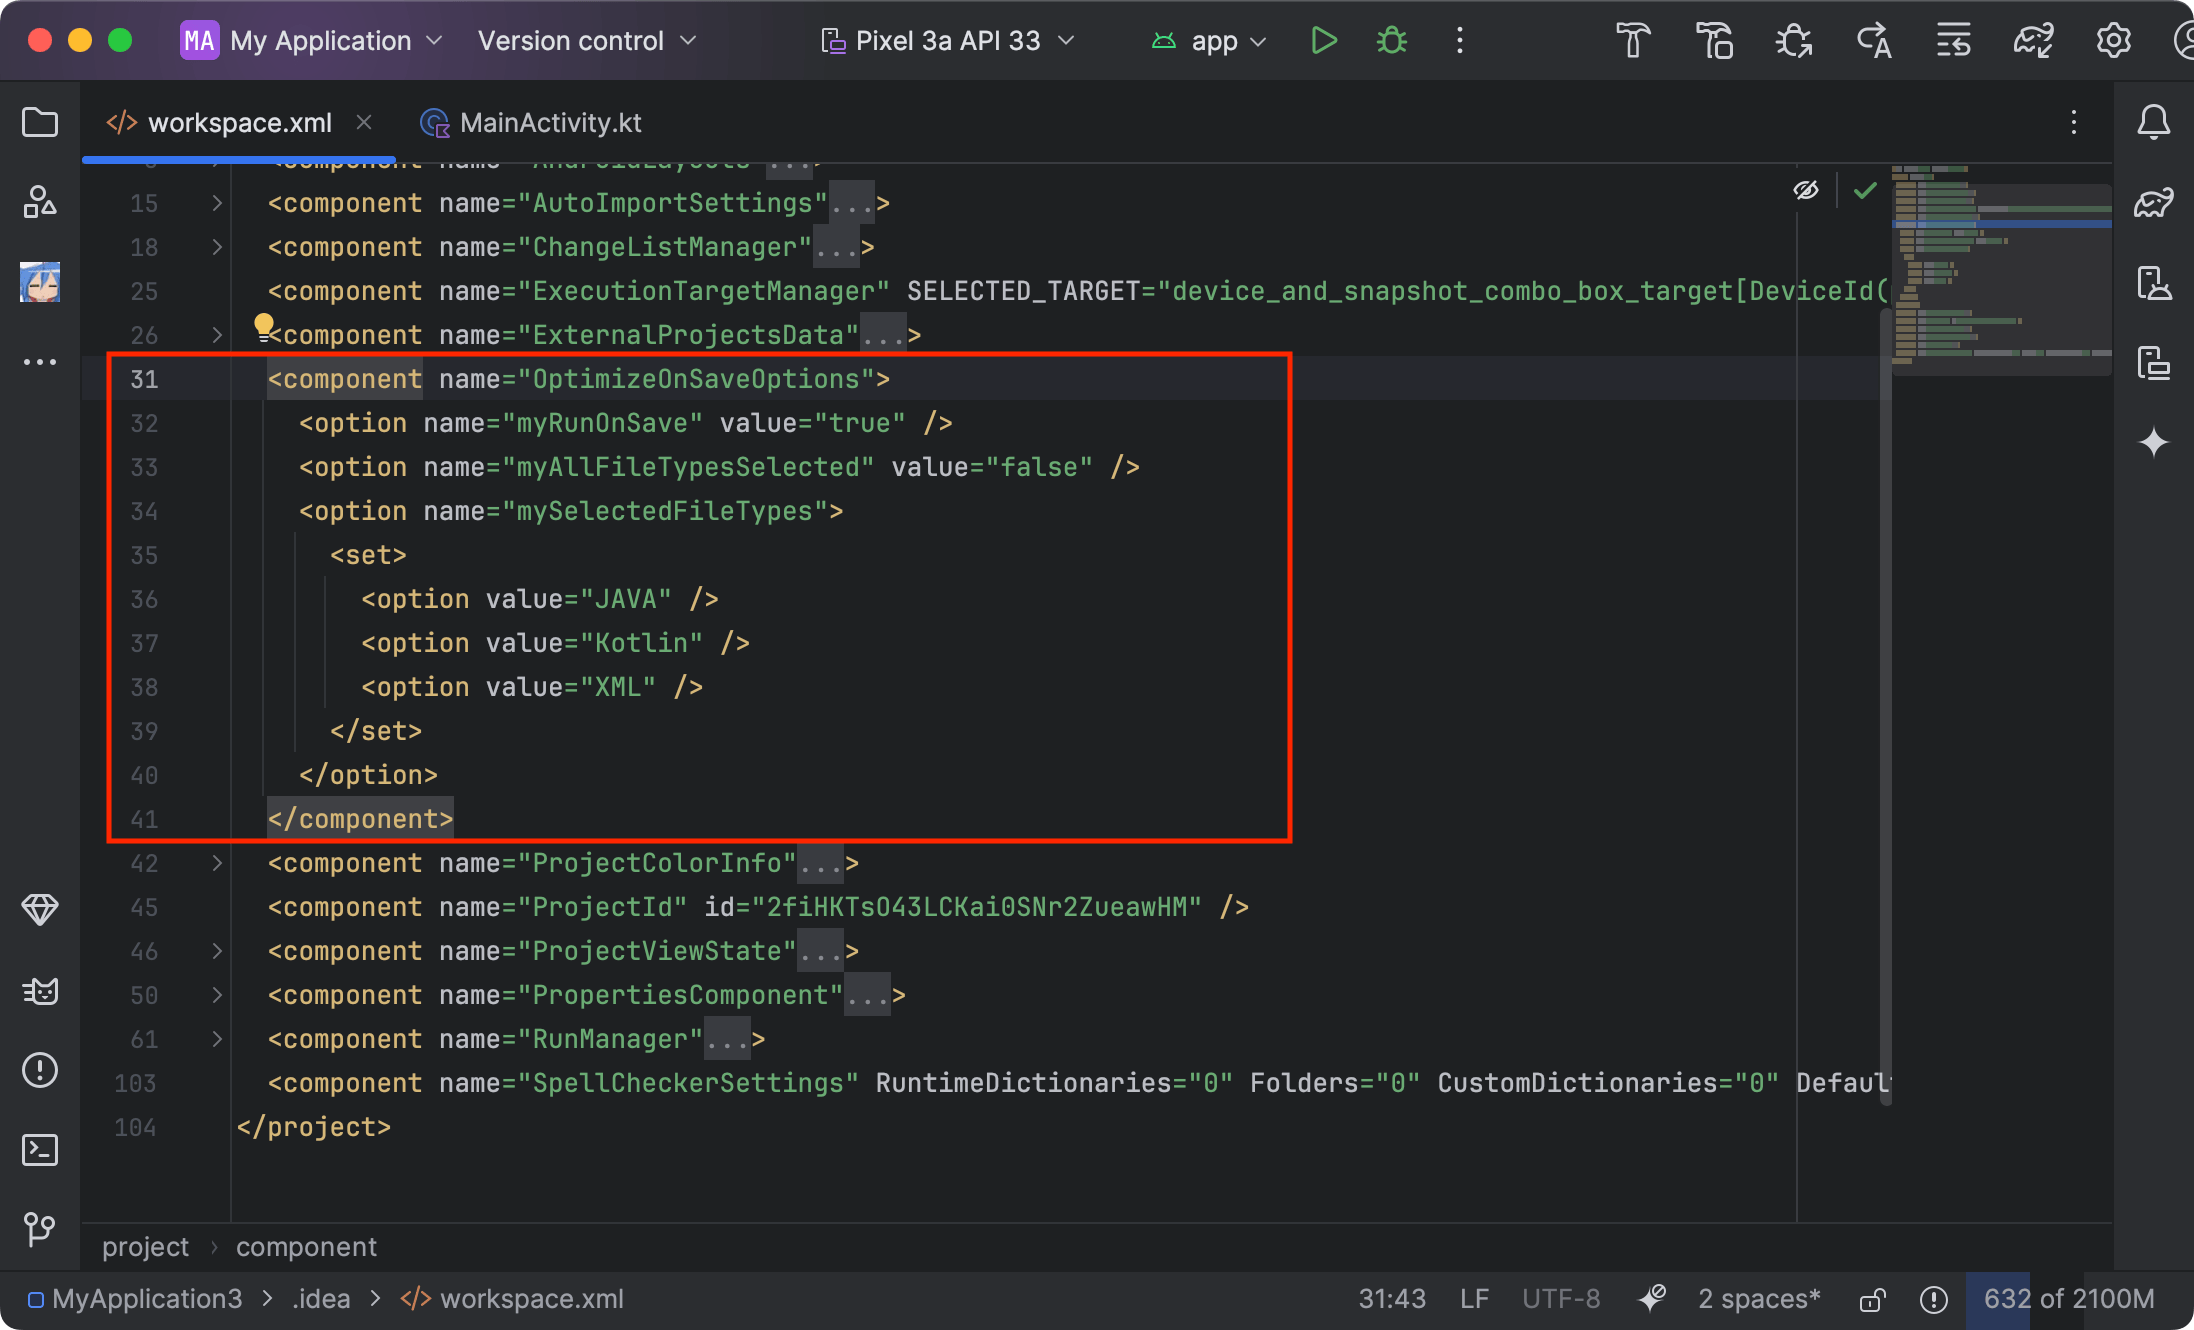 MA My Application Version control Pixel 3a API 33 app
workspace.xml MainActivity.kt
<component name="AndroidLayouts"...>
15 <component name="AutoImportSettings"...>
18 <component name="ChangeListManager"...>
25 <component name="ExecutionTargetManager" SELECTED_TARGET="device_and_snapshot_combo_box_target[DeviceId(
26 <component name="ExternalProjectsData"...>
31 <component name="OptimizeOnSaveOptions">
32 <option name="myRunOnSave" value="true" />
33 <option name="myAllFileTypesSelected" value="false" />
34 <option name="mySelectedFileTypes">
35 <set>
36 <option value="JAVA" />
37 <option value="Kotlin" />
38 <option value="XML" />
39 </set>
40 </option>
41 </component>
42 <component name="ProjectColorInfo"...>
45 <component name="ProjectId" id="2fiHKTsO43LCKai0SNr2ZueawHM" />
46 <component name="ProjectViewState"...>
50 <component name="PropertiesComponent"...>
61 <component name="RunManager"...>
103 <component name="SpellCheckerSettings" RuntimeDictionaries="0" Folders="0" CustomDictionaries="0" Default
104 </project>
project › component
MyApplication3 > .idea > </> workspace.xml 31:43 LF UTF-8 2 spaces* 632 of 2100M